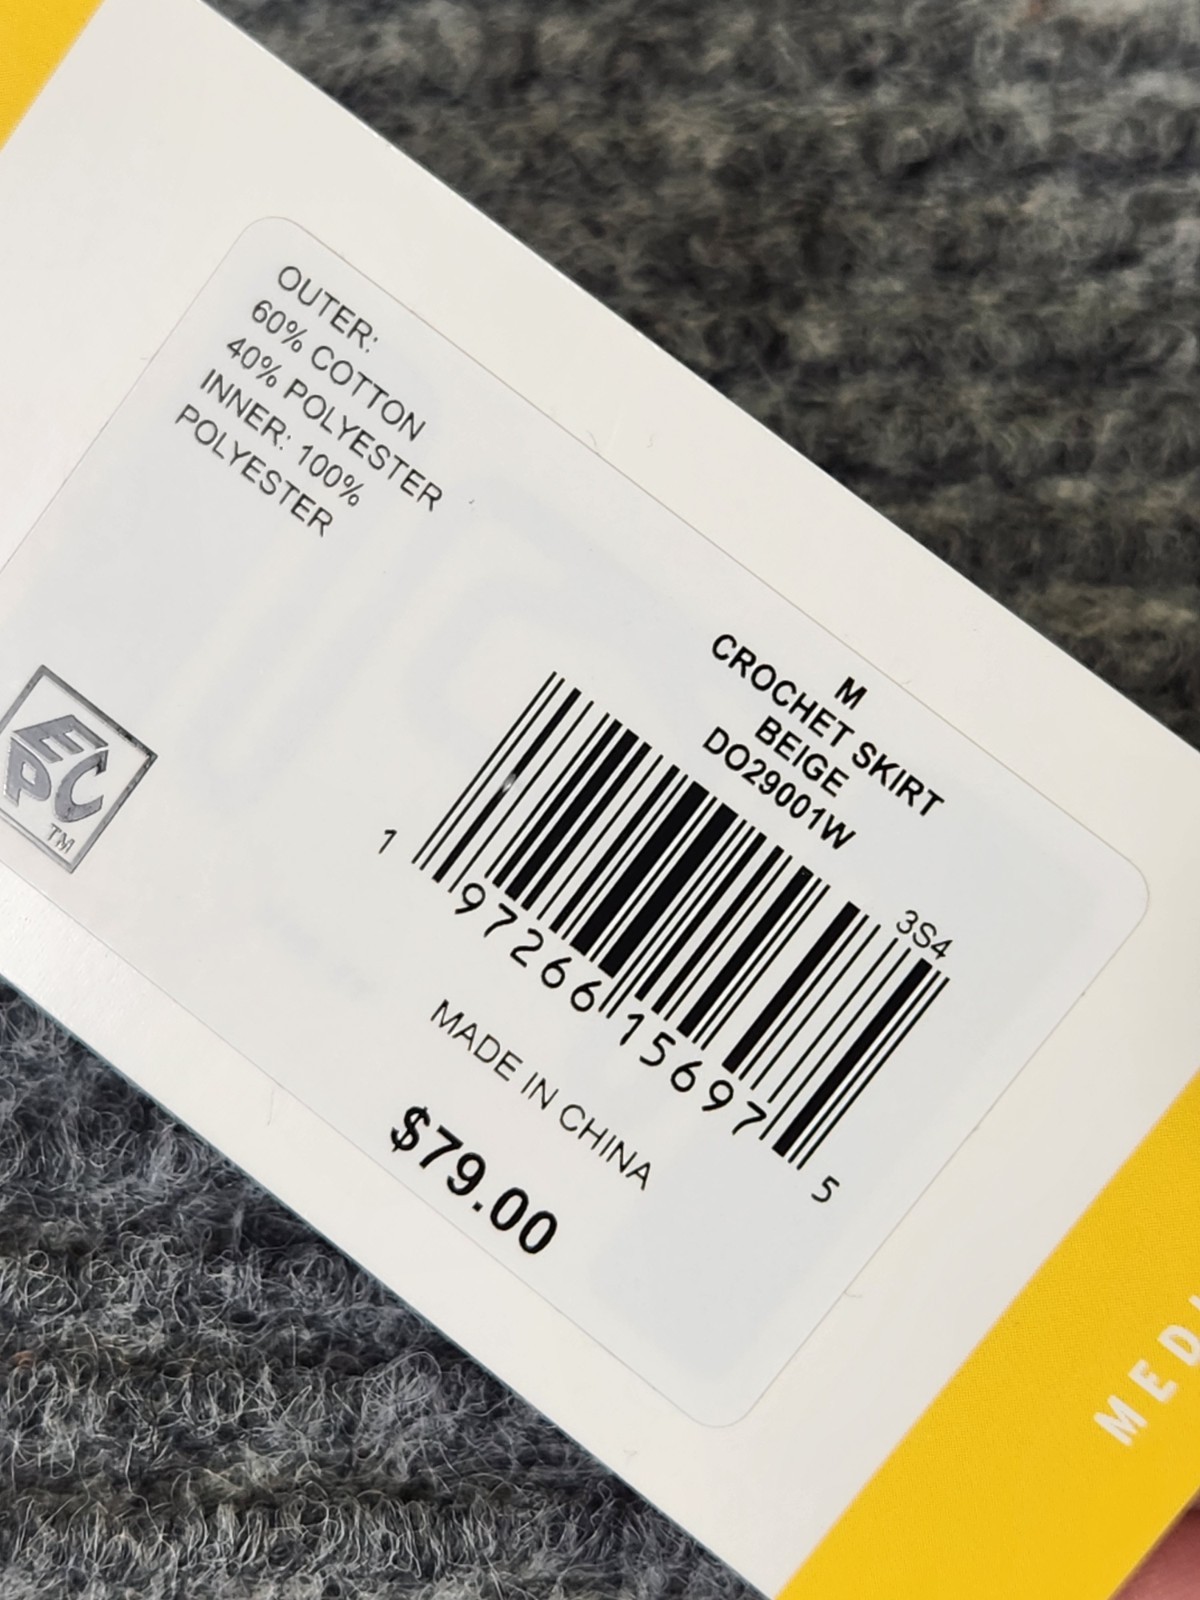 OUTER:
60% COTTON
40% POLYESTER
INNER: 100%
POLYESTER
EPC
TM
M
CROCHET SKIRT
BEIGE
DO29001W
3S4
1 97266 15697 5
MADE IN CHINA
$79.00